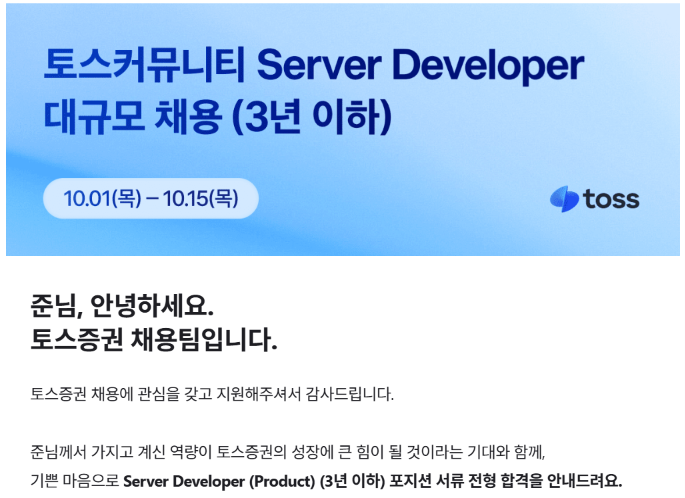 토스커뮤니티 Server Developer
대규모 채용 (3년 이하)
10.01(목) – 10.15(목)
toss
준님, 안녕하세요.
토스증권 채용팀입니다.
토스증권 채용에 관심을 갖고 지원해주셔서 감사드립니다.
준님께서 가지고 계신 역량이 토스증권의 성장에 큰 힘이 될 것이라는 기대와 함께,
기쁜 마음으로 Server Developer (Product) (3년 이하) 포지션 서류 전형 합격을 안내드려요.